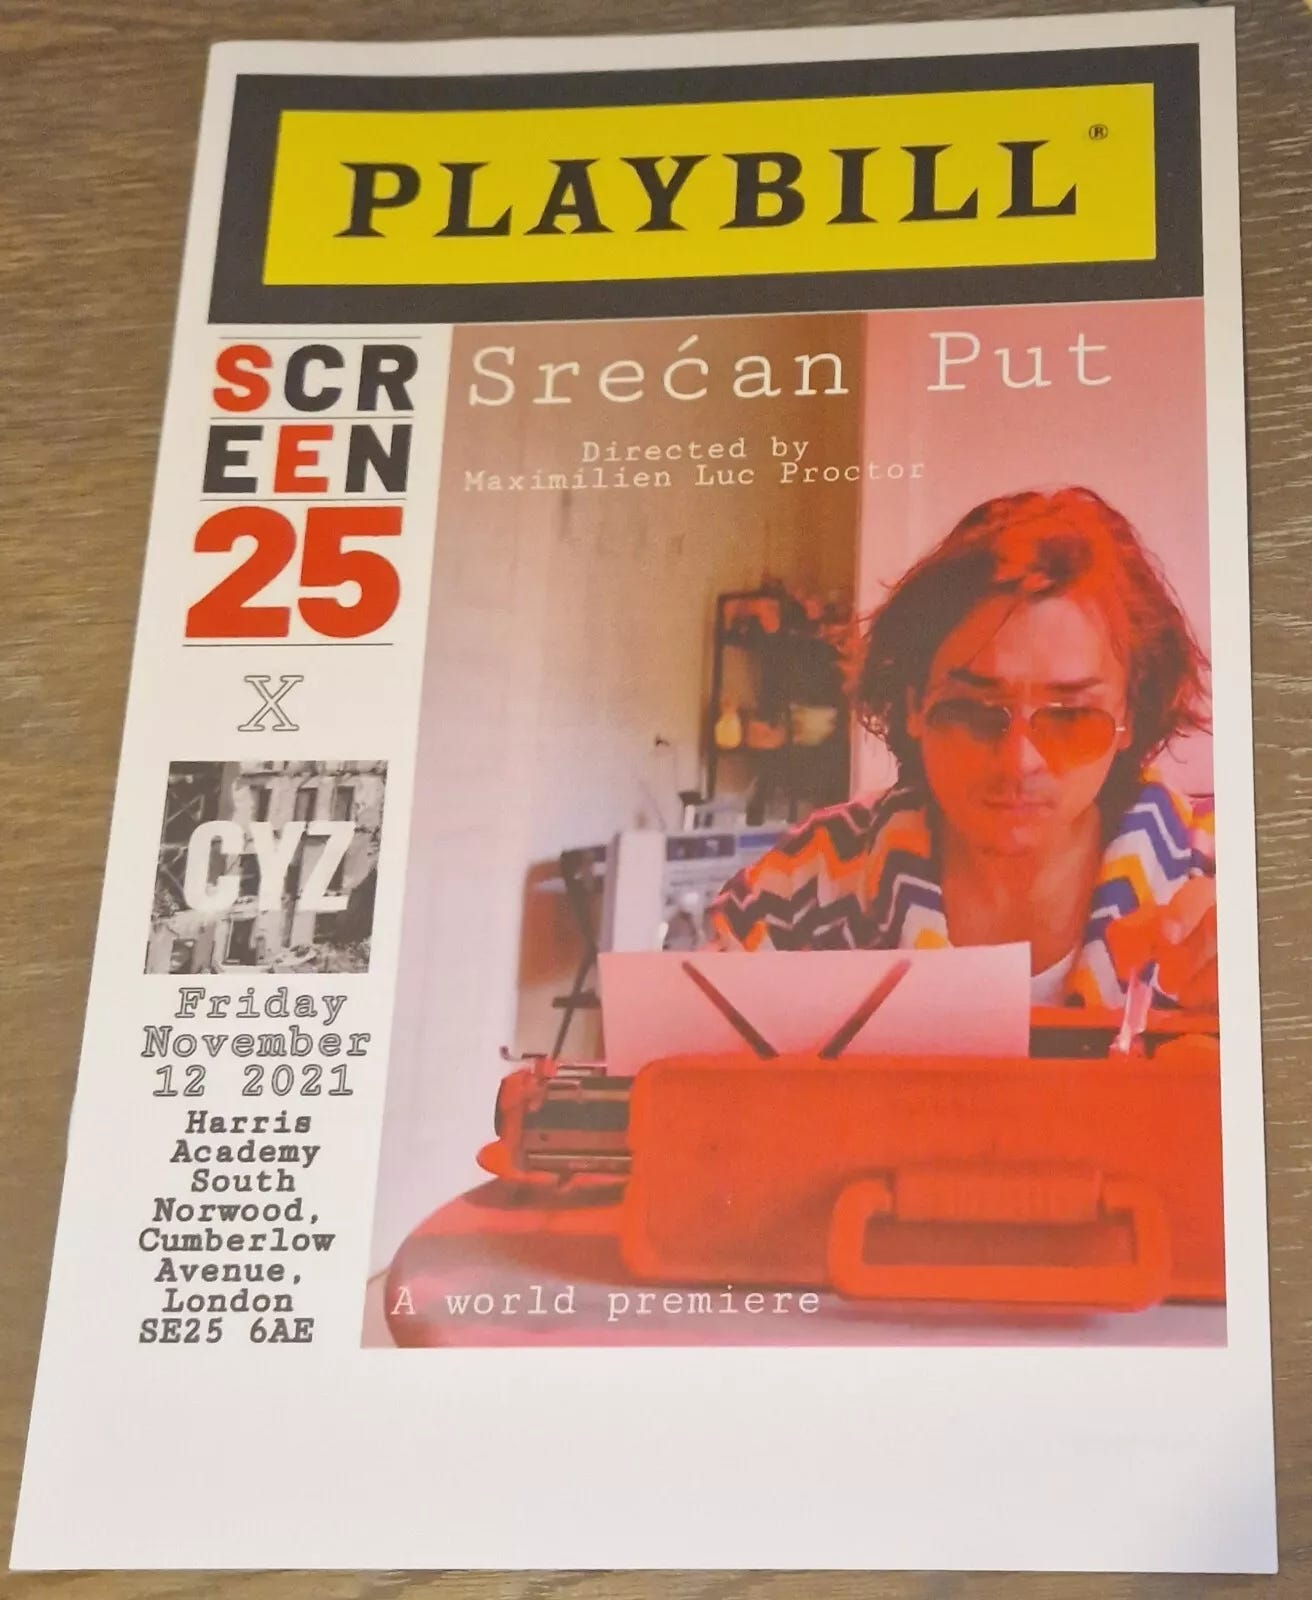 PLAYBILL®
SCR
EEN
25
X
CYZ
Friday
November
12 2021
Harris
Academy
South
Norwood,
Cumberlow
Avenue,
London
SE25 6AE
Srećan Put
Directed by
Maximilien Luc Proctor
A world premiere